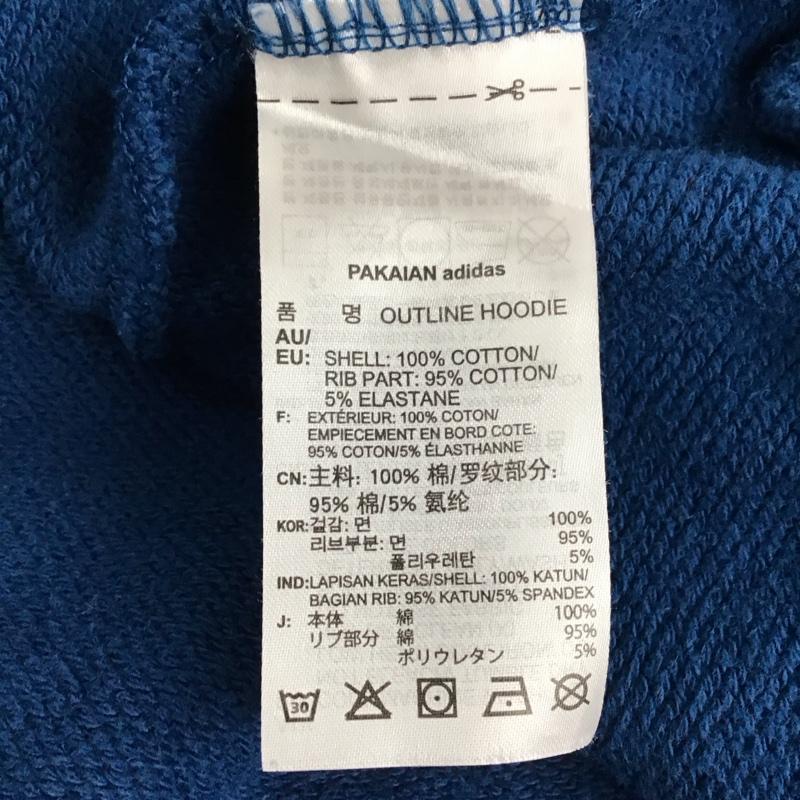 PAKAIAN adidas
품 명 OUTLINE HOODIE
AU/
EU: SHELL: 100% COTTON/
RIB PART: 95% COTTON/
5% ELASTANE
F: EXTÉRIEUR: 100% COTON/
EMPIECEMENT EN BORD COTE:
95% COTON/5% ÉLASTHANNE
CN:主料: 100% 棉/罗纹部分:
95% 棉/5% 氨纶
KOR:겉감: 면 100%
리브부분: 면 95%
폴리우레탄 5%
IND:LAPISAN KERAS/SHELL: 100% KATUN/
BAGIAN RIB: 95% KATUN/5% SPANDEX
J: 本体 綿 100%
リブ部分 綿 95%
ポリウレタン 5%
30